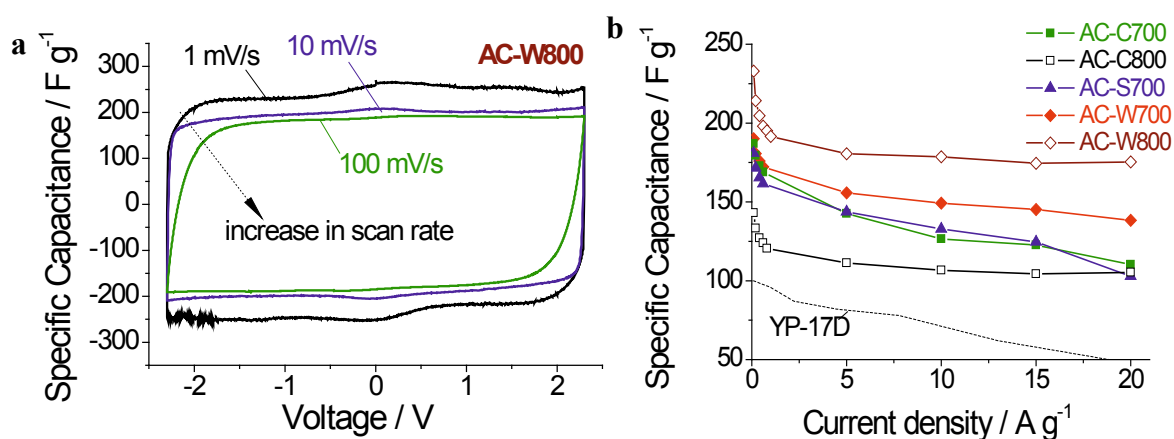 a
AC-W800
1 mV/s
10 mV/s
100 mV/s
increase in scan rate
Specific Capacitance / F g-1
300
200
100
0
-100
-200
-300
-2
-1
0
1
2
Voltage / V
b
AC-C700
AC-C800
AC-S700
AC-W700
AC-W800
YP-17D
Specific Capacitance / F g-1
250
200
150
100
50
0
5
10
15
20
Current density / A g-1